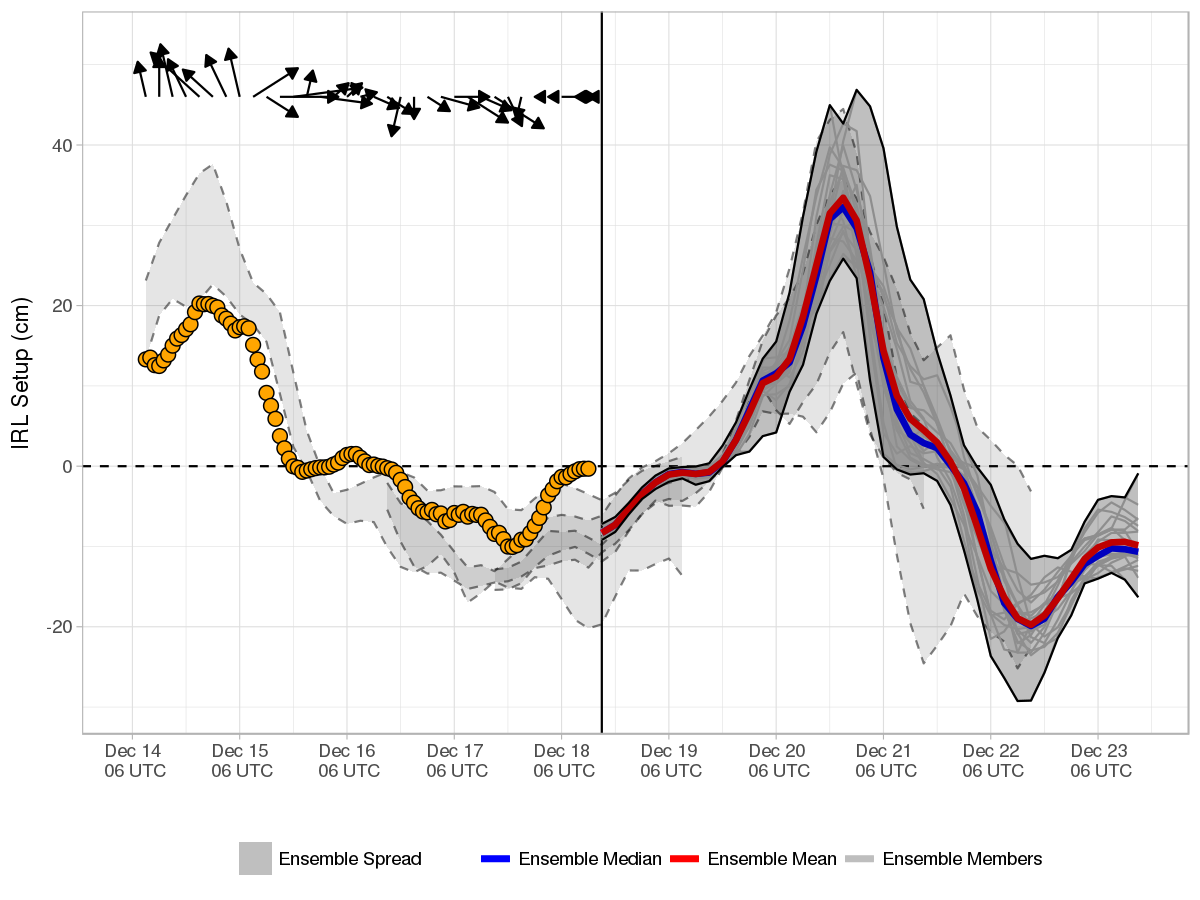 IRL Setup (cm)
40
20
0
-20
Dec 14 Dec 15 Dec 16 Dec 17 Dec 18 Dec 19 Dec 20 Dec 21 Dec 22 Dec 23
06 UTC 06 UTC 06 UTC 06 UTC 06 UTC 06 UTC 06 UTC 06 UTC 06 UTC 06 UTC
Ensemble Spread Ensemble Median Ensemble Mean Ensemble Members